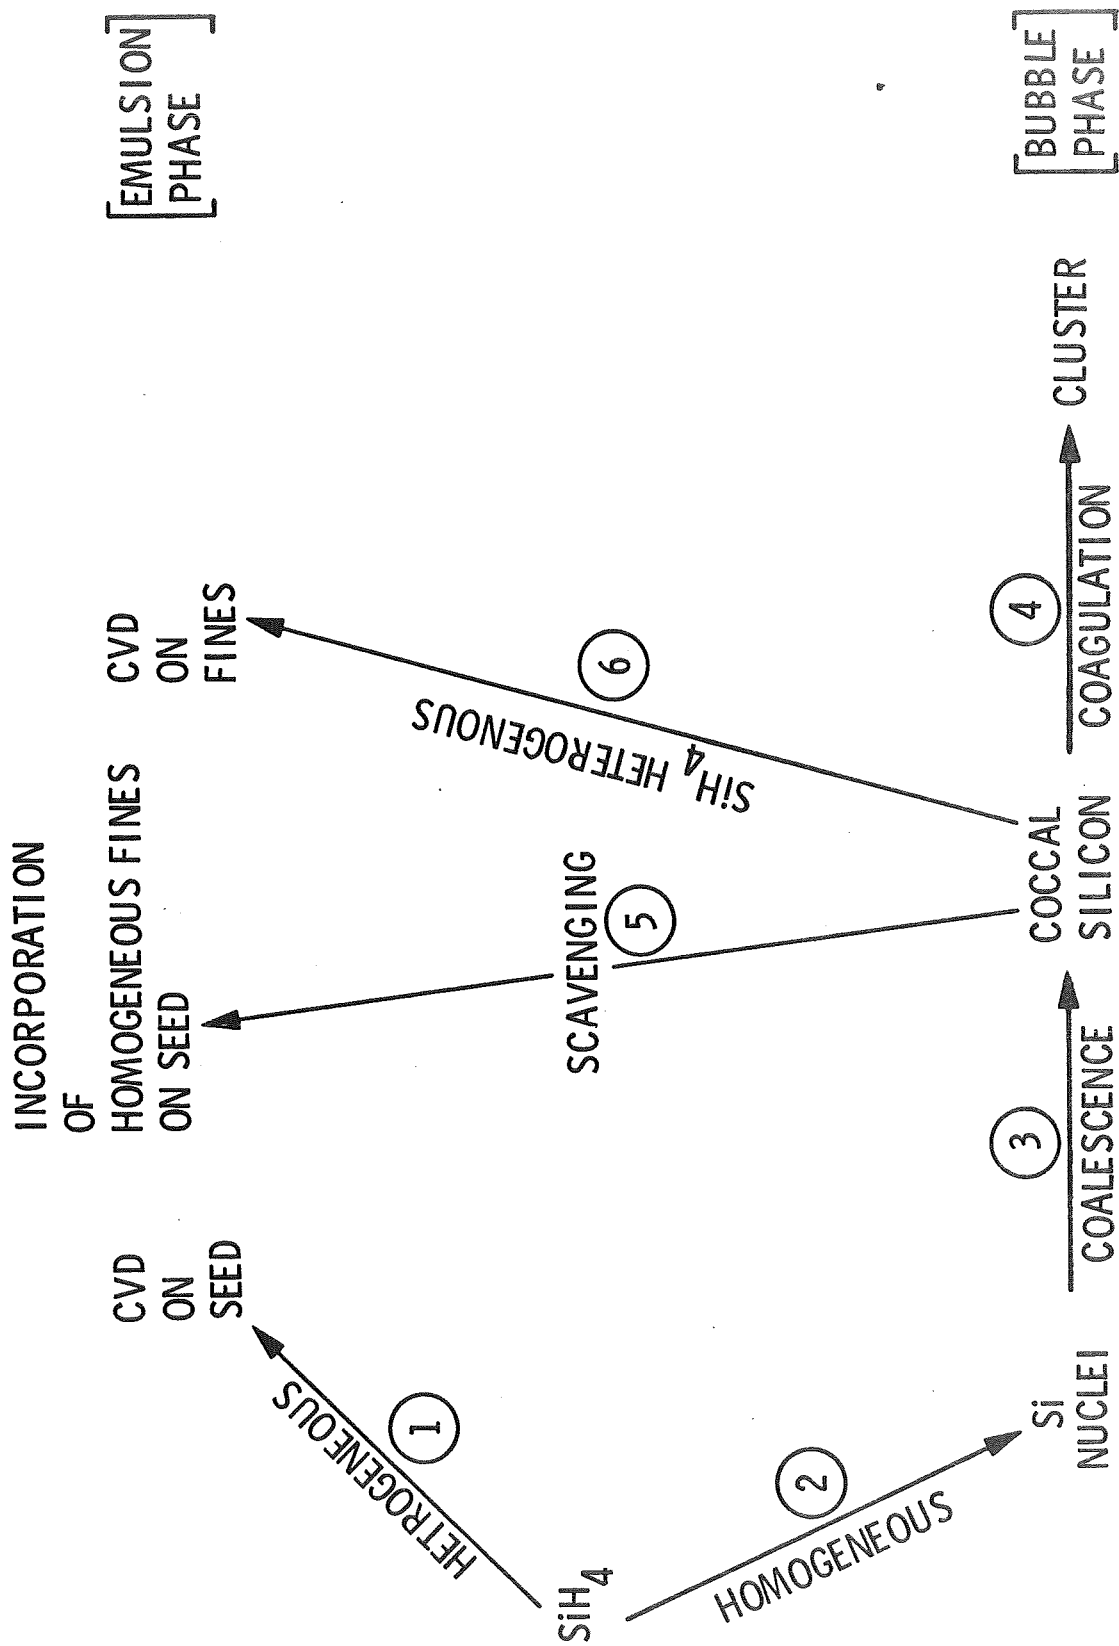 INCORPORATION
OF
HOMOGENEOUS FINES
ON SEED
CVD
ON
SEED
CVD
ON
FINES
[EMULSION
PHASE]
HETROGENEOUS
1
SCAVENGING
5
SiH4 HETEROGENOUS
6
SiH4
HOMOGENEOUS
2
Si
NUCLEI
3
COALESCENCE
COCCAL
SILICON
4
COAGULATION
CLUSTER
[BUBBLE
PHASE]